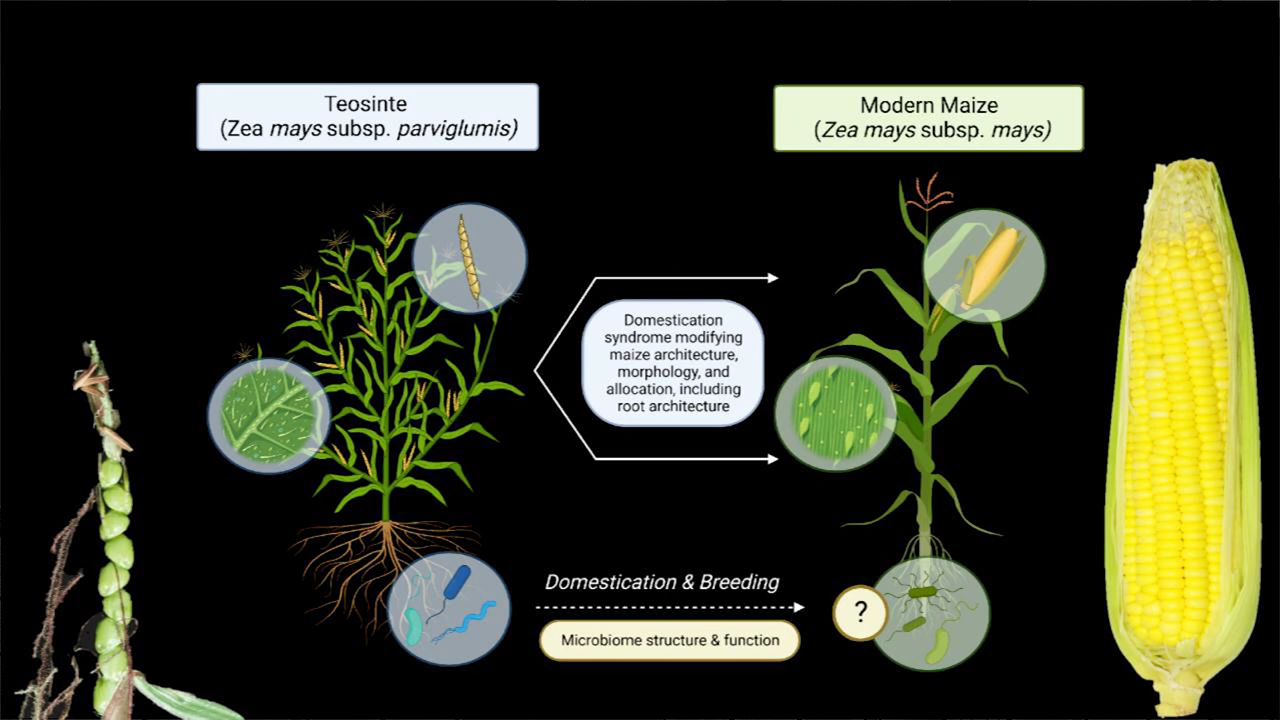 Teosinte
(Zea mays subsp. parviglumis)
Modern Maize
(Zea mays subsp. mays)
Domestication
syndrome modifying
maize architecture,
morphology, and
allocation, including
root architecture
Domestication & Breeding
Microbiome structure & function
?